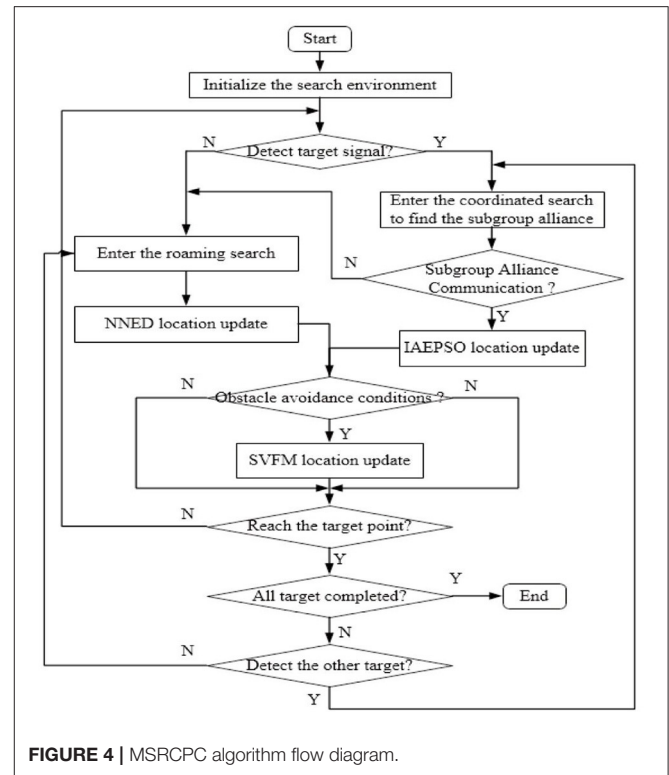 Start
Initialize the search environment
N
Detect target signal?
Y
Enter the coordinated search
to find the subgroup alliance
Enter the roaming search
N
Subgroup Alliance
Communication ?
Y
NNED location update
IAEPSO location update
N
Obstacle avoidance conditions ?
N
Y
SVFM location update
N
Reach the target point?
Y
All target completed?
Y
End
N
N
Detect the other target?
Y
FIGURE 4 | MSRCPC algorithm flow diagram.